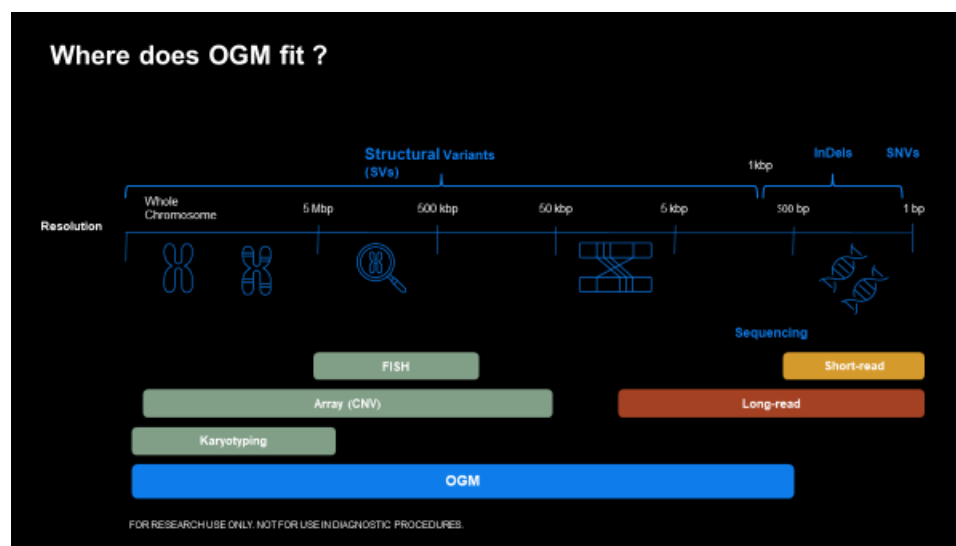 Where does OGM fit ?
Structural Variants
(SVs)
1kbp
InDels
SNVs
Whole
Chromosome
5 Mbp
500 kbp
50 kbp
5 kbp
500 bp
1 bp
Resolution
Sequencing
FISH
Short-read
Array (CNV)
Long-read
Karyotyping
OGM
FOR RESEARCH USE ONLY. NOT FOR USE IN DIAGNOSTIC PROCEDURES.